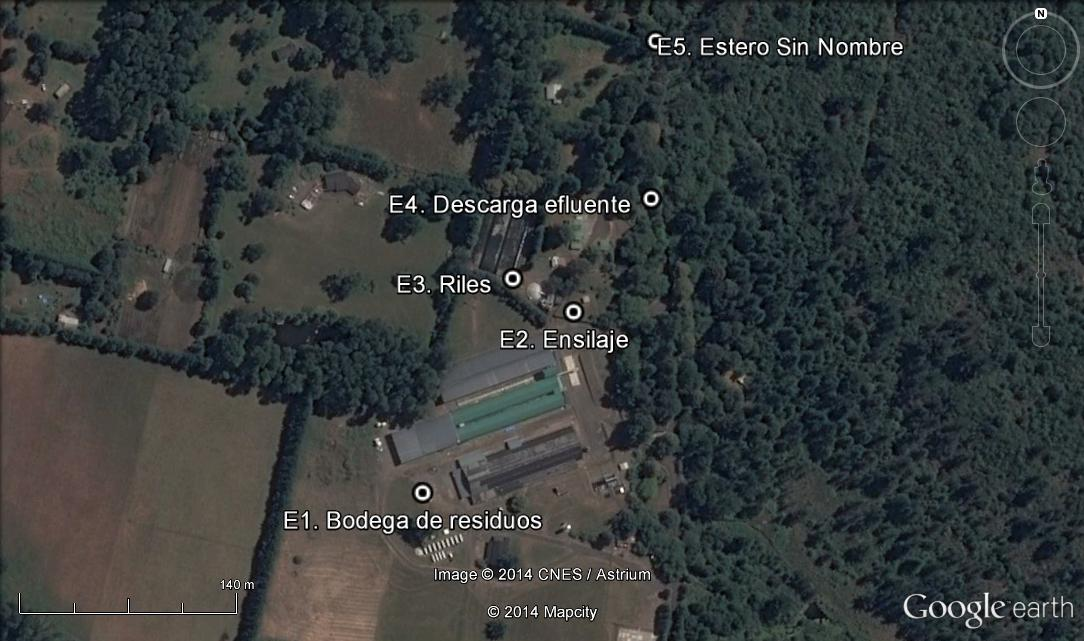 N
E5. Estero Sin Nombre
E4. Descarga efluente
E3. Riles
E2. Ensilaje
E1. Bodega de residuos
Image © 2014 CNES / Astrium
140 m
© 2014 Mapcity
Google earth